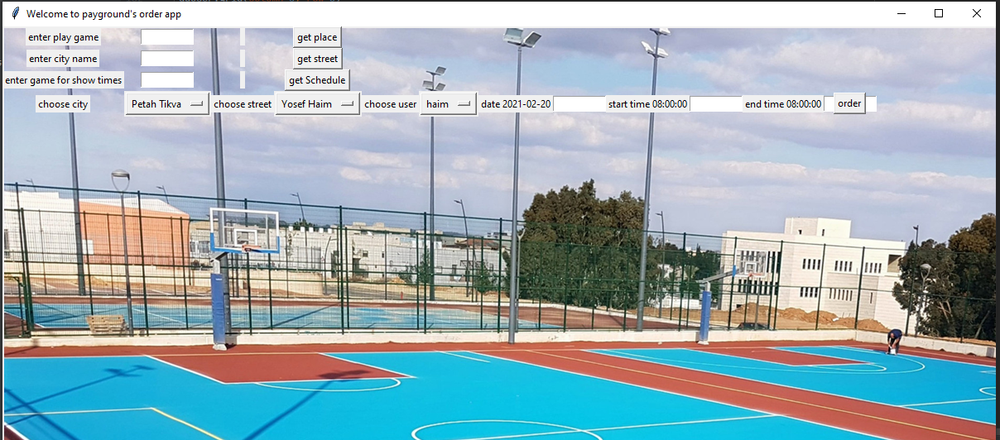 Welcome to payground's order app
enter play game get place
enter city name get street
enter game for show times get Schedule
choose city Petah Tikva choose street Yosef Haim choose user haim date 2021-02-20 start time 08:00:00 end time 08:00:00 order